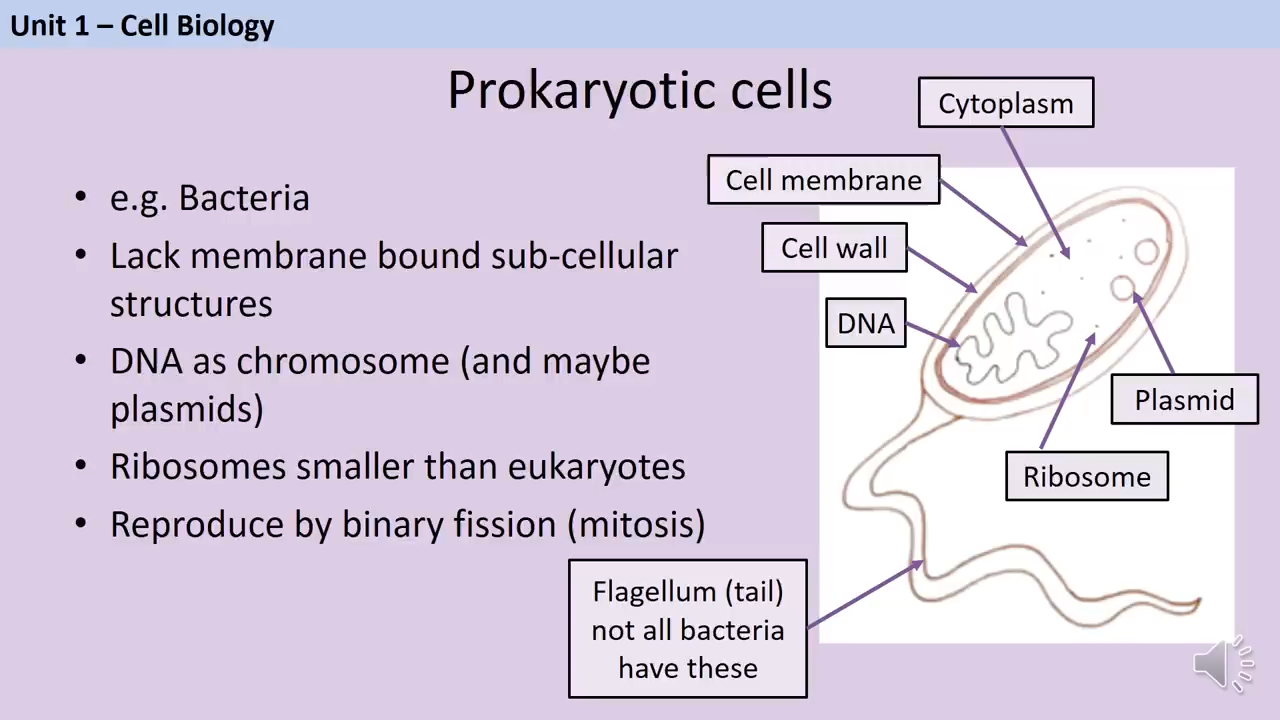 Unit 1 – Cell Biology
Prokaryotic cells
• e.g. Bacteria
• Lack membrane bound sub-cellular
structures
• DNA as chromosome (and maybe
plasmids)
• Ribosomes smaller than eukaryotes
• Reproduce by binary fission (mitosis)
Cytoplasm
Cell membrane
Cell wall
DNA
Plasmid
Ribosome
Flagellum (tail)
not all bacteria
have these